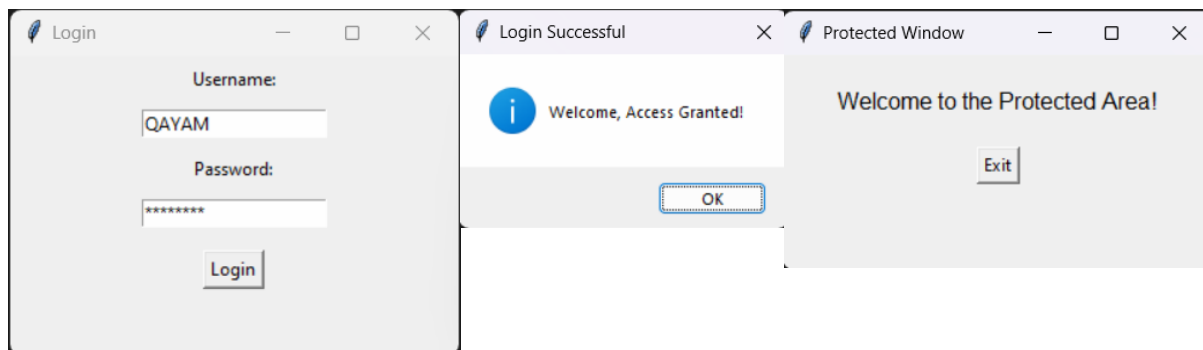 Login
Username:
QAYAM
Password:
********
Login
Login Successful
Welcome, Access Granted!
OK
Protected Window
Welcome to the Protected Area!
Exit